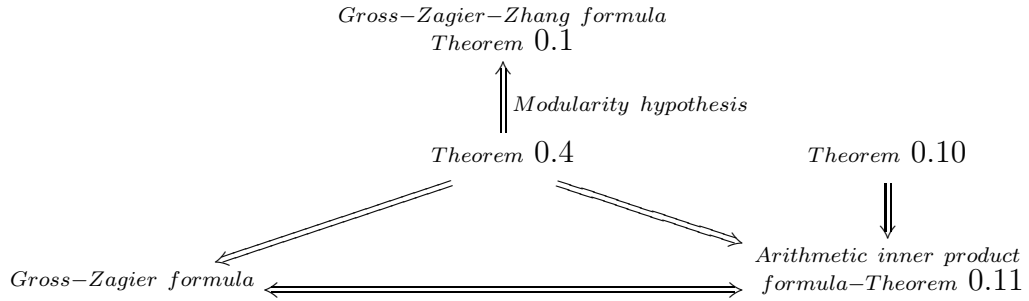 Gross−Zagier−Zhang formula
Theorem 0.1
Modularity hypothesis
Theorem 0.4
Theorem 0.10
Gross−Zagier formula
Arithmetic inner product
formula−Theorem 0.11